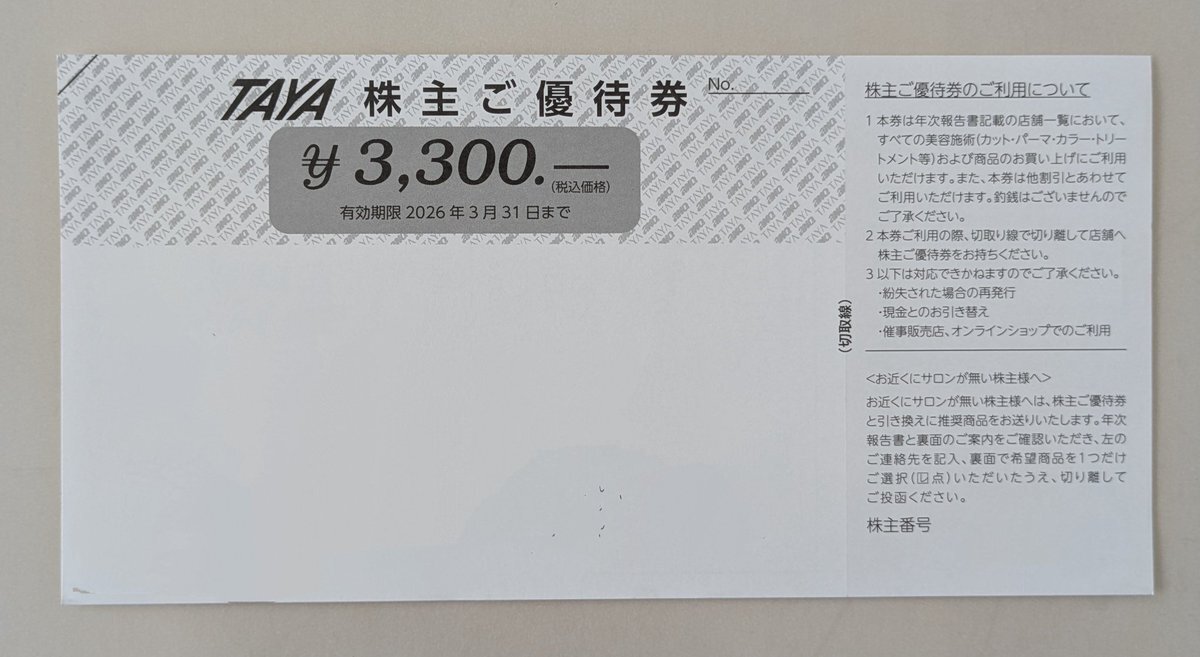 TAYA 株主ご優待券 No.
¥3,300.―
(税込価格)
有効期限 2026年3月31日まで
(切取線)
株主ご優待券のご利用について
1 本券は年次報告書記載の店舗一覧において、
すべての美容施術(カット・パーマ・カラー・トリー
トメント等)および商品のお買い上げにご利用
いただけます。また、本券は他割引とあわせて
ご利用いただけます。釣銭はございませんので
ご了承ください。
2 本券ご利用の際、切取り線で切り離して店舗へ
株主ご優待券をお持ちください。
3 以下は対応できかねますのでご了承ください。
・紛失された場合の再発行
・現金とのお引き替え
・催事販売店、オンラインショップでのご利用
<お近くにサロンが無い株主様へ>
お近くにサロンが無い株主様へは、株主ご優待券
と引き換えに推奨商品をお送りいたします。年次
報告書と裏面のご案内をご確認いただき、左の
ご連絡先を記入、裏面で希望商品を1つだけ
ご選択(☑点)いただいたうえ、切り離して
ご投函ください。
株主番号